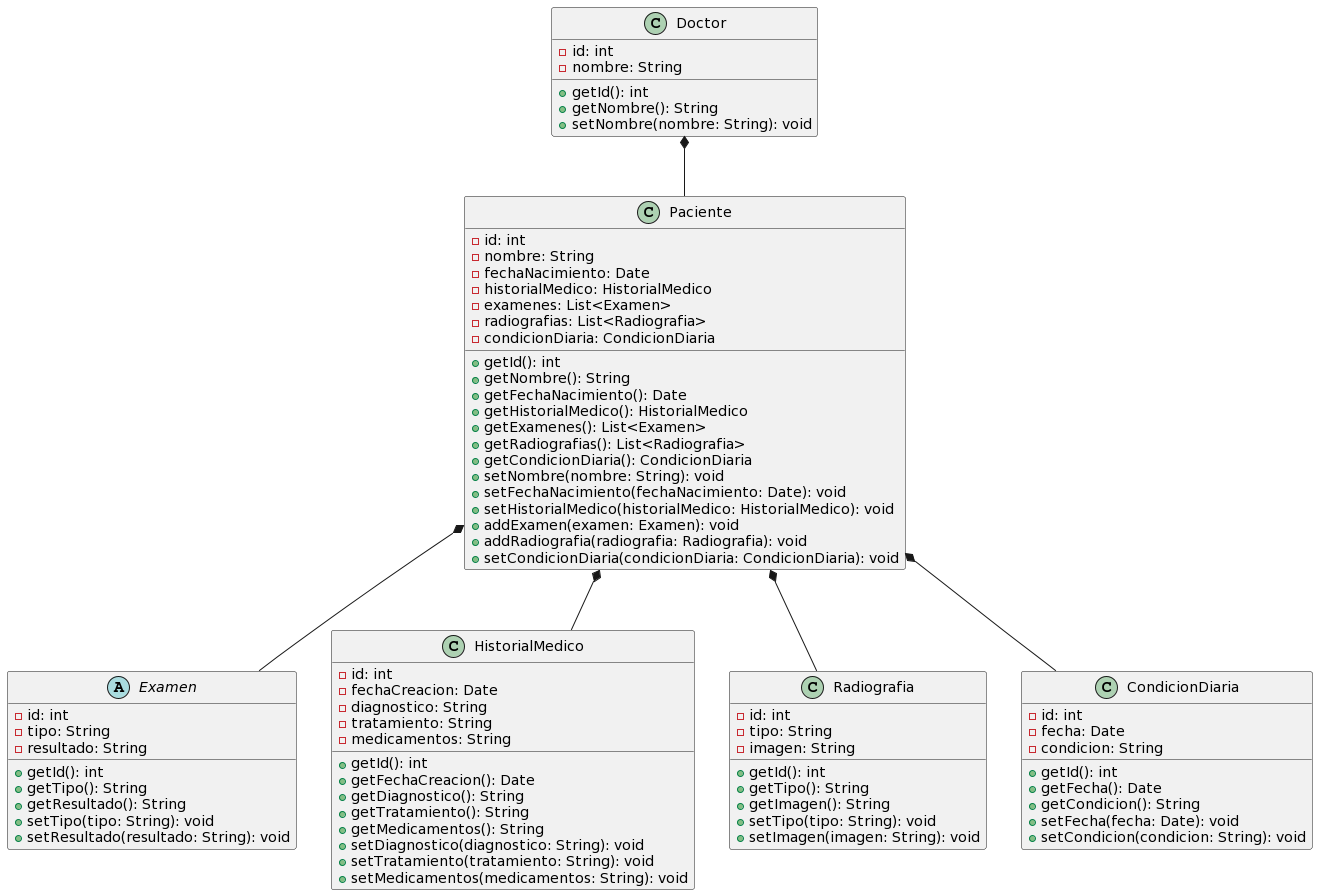 C Doctor
id: int
nombre: String
getId(): int
getNombre(): String
setNombre(nombre: String): void
C Paciente
id: int
nombre: String
fechaNacimiento: Date
historialMedico: HistorialMedico
examenes: List<Examen>
radiografias: List<Radiografia>
condicionDiaria: CondicionDiaria
getId(): int
getNombre(): String
getFechaNacimiento(): Date
getHistorialMedico(): HistorialMedico
getExamenes(): List<Examen>
getRadiografias(): List<Radiografia>
getCondicionDiaria(): CondicionDiaria
setNombre(nombre: String): void
setFechaNacimiento(fechaNacimiento: Date): void
setHistorialMedico(historialMedico: HistorialMedico): void
addExamen(examen: Examen): void
addRadiografia(radiografia: Radiografia): void
setCondicionDiaria(condicionDiaria: CondicionDiaria): void
A Examen
id: int
tipo: String
resultado: String
getId(): int
getTipo(): String
getResultado(): String
setTipo(tipo: String): void
setResultado(resultado: String): void
C HistorialMedico
id: int
fechaCreacion: Date
diagnostico: String
tratamiento: String
medicamentos: String
getId(): int
getFechaCreacion(): Date
getDiagnostico(): String
getTratamiento(): String
getMedicamentos(): String
setDiagnostico(diagnostico: String): void
setTratamiento(tratamiento: String): void
setMedicamentos(medicamentos: String): void
C Radiografia
id: int
tipo: String
imagen: String
getId(): int
getTipo(): String
getImagen(): String
setTipo(tipo: String): void
setImagen(imagen: String): void
C CondicionDiaria
id: int
fecha: Date
condicion: String
getId(): int
getFecha(): Date
getCondicion(): String
setFecha(fecha: Date): void
setCondicion(condicion: String): void